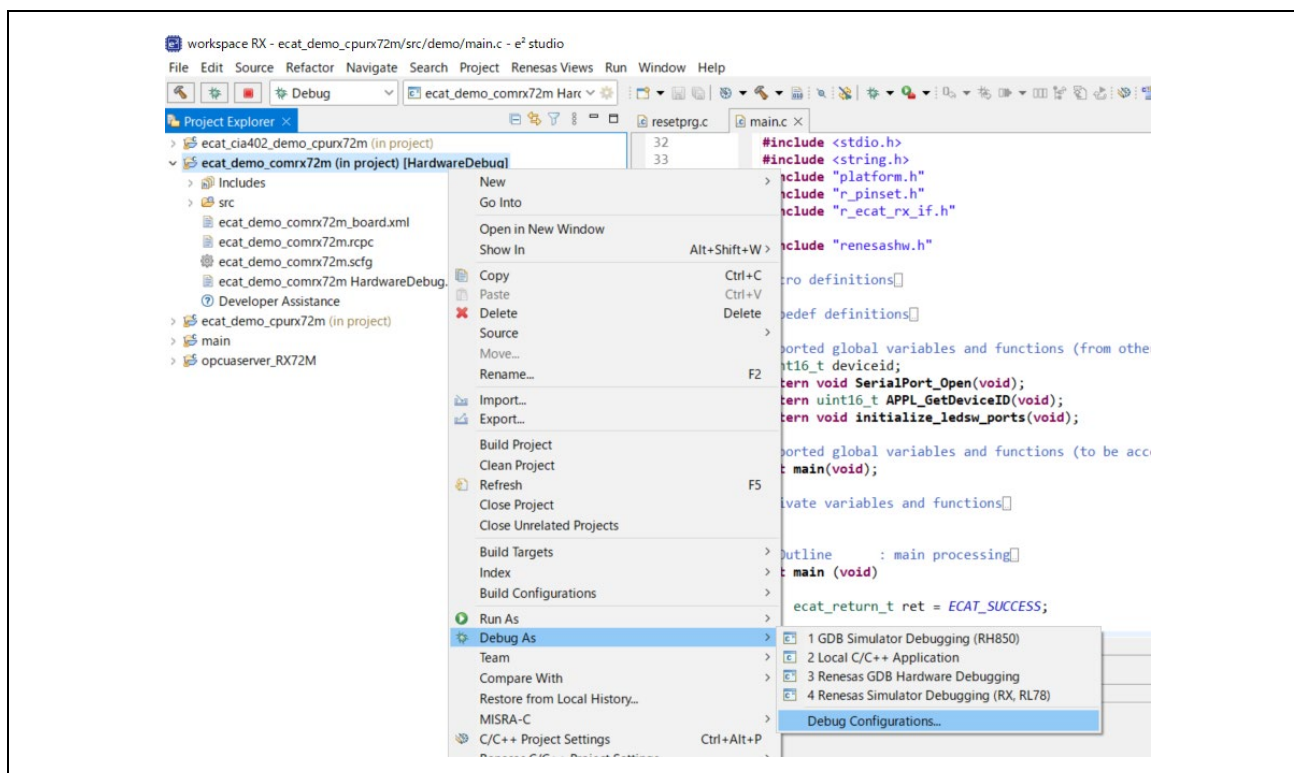 workspace RX - ecat_demo_cpurx72m/src/demo/main.c - e² studio
File Edit Source Refactor Navigate Search Project Renesas Views Run Window Help
Debug
ecat_demo_comrx72m Harc
Project Explorer
resetprg.c
main.c
ecat_cia402_demo_cpurx72m (in project)
ecat_demo_comrx72m (in project) [HardwareDebug]
Includes
src
ecat_demo_comrx72m_board.xml
ecat_demo_comrx72m.rcpc
ecat_demo_comrx72m.scfg
ecat_demo_comrx72m HardwareDebug.
Developer Assistance
ecat_demo_cpurx72m (in project)
main
opcuaserver_RX72M
New
Go Into
Open in New Window
Show In Alt+Shift+W >
Copy Ctrl+C
Paste Ctrl+V
Delete Delete
Source
Move...
Rename... F2
Import...
Export...
Build Project
Clean Project
Refresh F5
Close Project
Close Unrelated Projects
Build Targets
Index
Build Configurations
Run As
Debug As
Team
Compare With
Restore from Local History...
MISRA-C
C/C++ Project Settings Ctrl+Alt+P
1 GDB Simulator Debugging (RH850)
2 Local C/C++ Application
3 Renesas GDB Hardware Debugging
4 Renesas Simulator Debugging (RX, RL78)
Debug Configurations...
32 #include <stdio.h>
33 #include <string.h>
nclude "platform.h"
nclude "r_pinset.h"
nclude "r_ecat_rx_if.h"
nclude "renesashw.h"
cro definitions
pedef definitions
ported global variables and functions (from othe
nt16_t deviceid;
tern void SerialPort_Open(void);
tern uint16_t APPL_GetDeviceID(void);
tern void initialize_ledsw_ports(void);
ported global variables and functions (to be acc
t main(void);
ivate variables and functions
Outline : main processing
t main (void)
ecat_return_t ret = ECAT_SUCCESS;